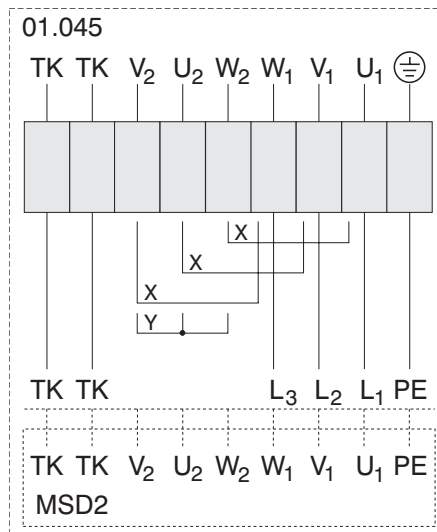 01.045
TK TK V₂ U₂ W₂ W₁ V₁ U₁
X
X
X
Y
TK TK L₃ L₂ L₁ PE
TK TK V₂ U₂ W₂ W₁ V₁ U₁ PE
MSD2